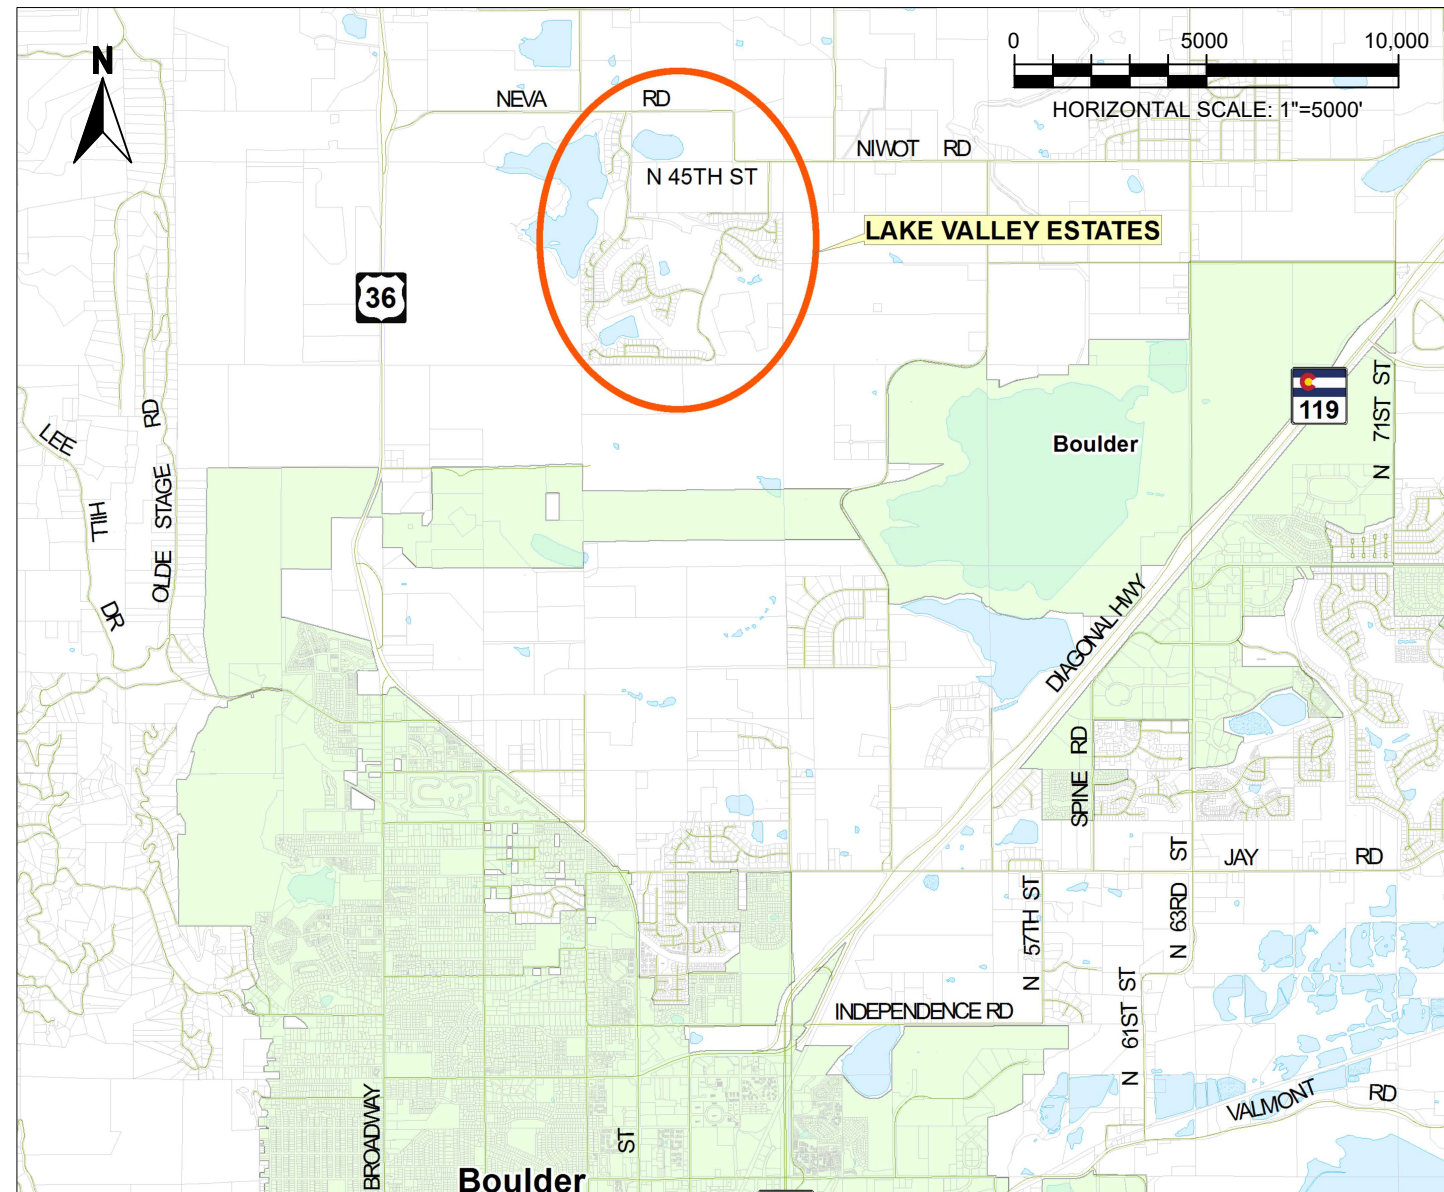 N
0 5000 10,000
HORIZONTAL SCALE: 1"=5000'
NEVA RD
NIWOT RD
N 45TH ST
LAKE VALLEY ESTATES
36
119
N 71ST ST
LEE HILL DR
OLDE STAGE RD
Boulder
DIAGONAL HWY
SPINE RD
JAY RD
N 57TH ST
N 63RD ST
N 61ST ST
INDEPENDENCE RD
VALMONT RD
BROADWAY
ST
Boulder